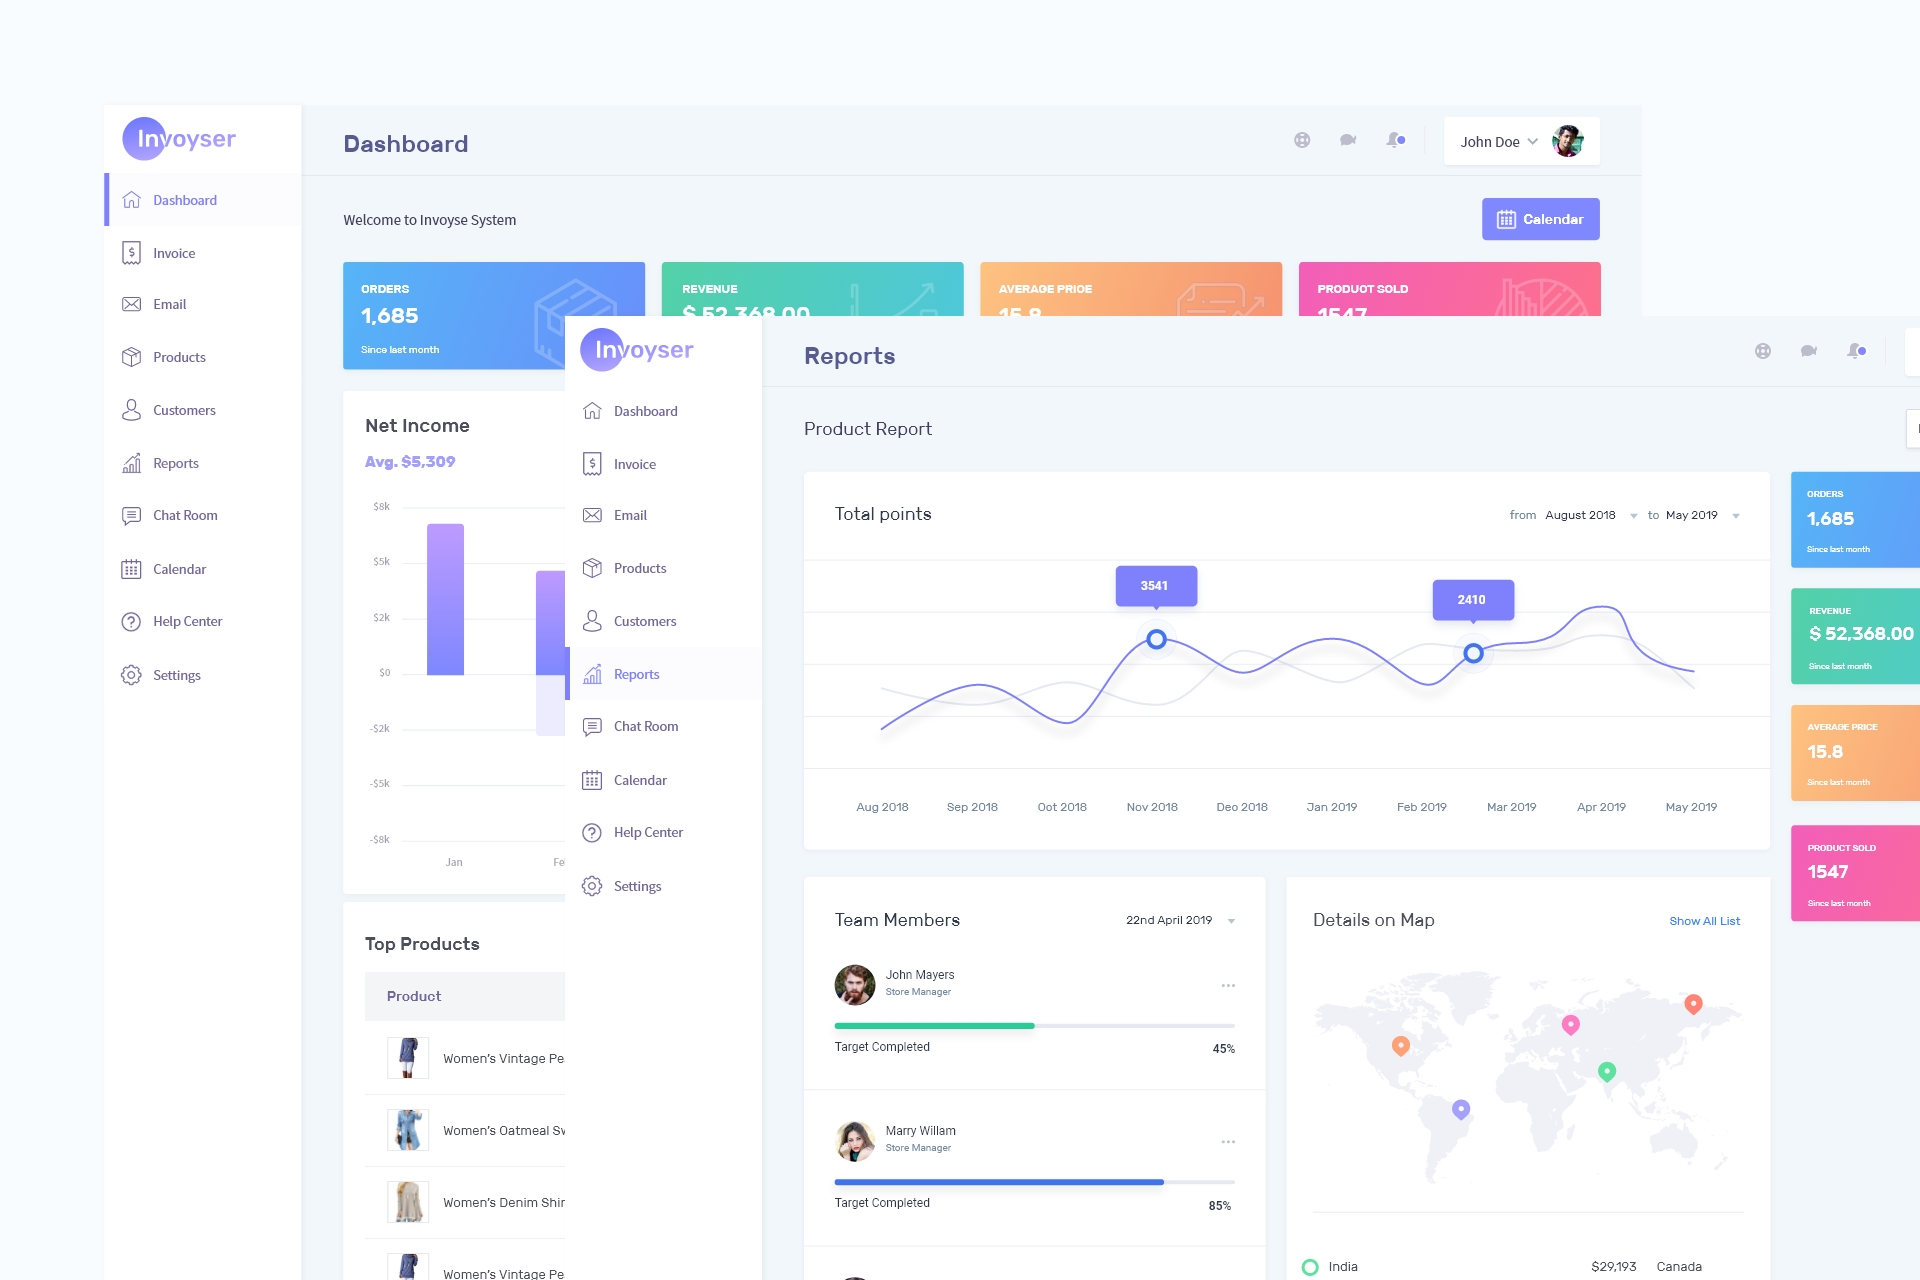 Invoyser
Dashboard
Invoice
Email
Products
Customers
Reports
Chat Room
Calendar
Help Center
Settings
Dashboard
John Doe
Welcome to Invoyse System
Calendar
ORDERS
1,685
Since last month
REVENUE
$ 52,368.00
AVERAGE PRICE
15.8
PRODUCT SOLD
1547
Net Income
Avg. $5,309
$8k
$5k
$2k
$0
-$2k
-$5k
-$8k
Jan
Fe
Top Products
Product
Women's Vintage Pe
Women's Oatmeal Sw
Women's Denim Shir
Women's Vintage Pe
Invoyser
Dashboard
Invoice
Email
Products
Customers
Reports
Chat Room
Calendar
Help Center
Settings
Reports
Product Report
Total points
from August 2018 to May 2019
3541
2410
Aug 2018 Sep 2018 Oct 2018 Nov 2018 Dec 2018 Jan 2019 Feb 2019 Mar 2019 Apr 2019 May 2019
ORDERS
1,685
Since last month
REVENUE
$ 52,368.00
Since last month
AVERAGE PRICE
15.8
Since last month
PRODUCT SOLD
1547
Since last month
Team Members
22nd April 2019
John Mayers
Store Manager
Target Completed
45%
Marry Willam
Store Manager
Target Completed
85%
Details on Map
Show All List
India $29,193 Canada